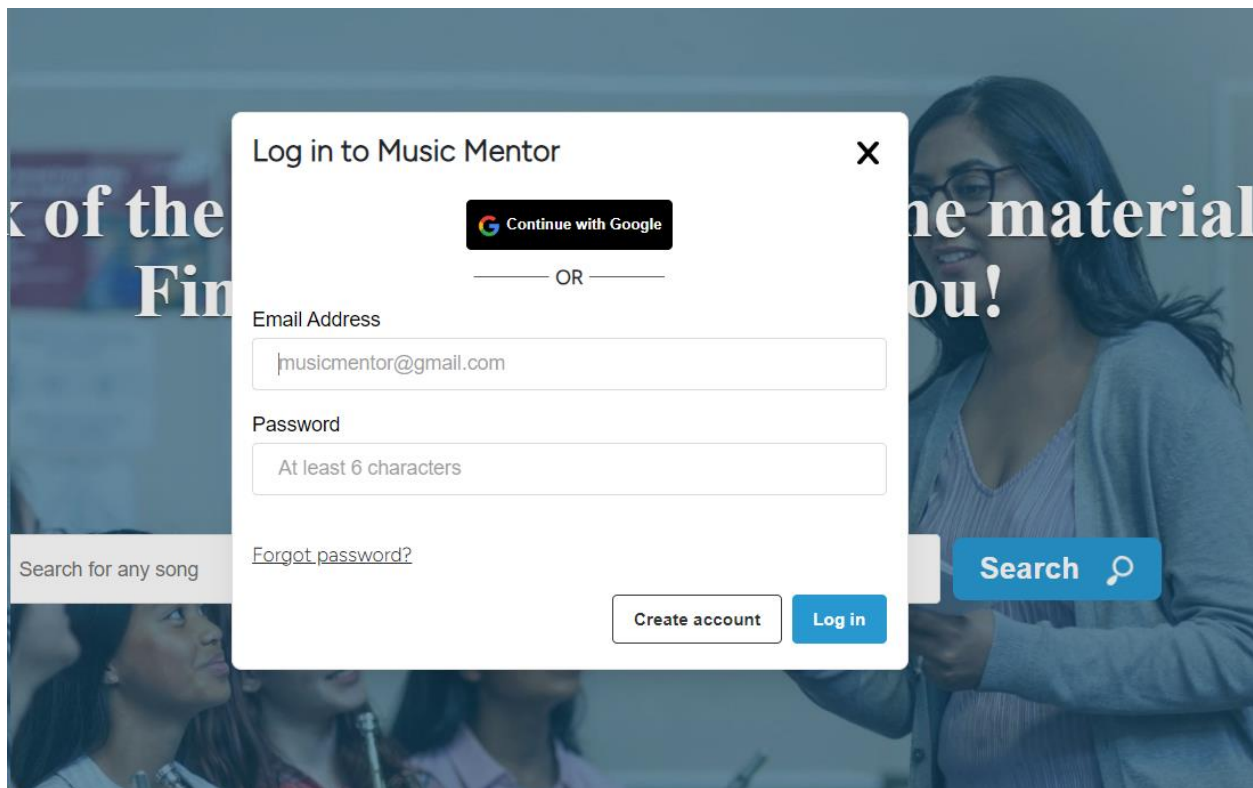 Log in to Music Mentor
X
of the
he material
Continue with Google
Fin
ou!
OR
Email Address
musicmentor@gmail.com
Password
At least 6 characters
Forgot password?
Search for any song
Search
Create account
Log in